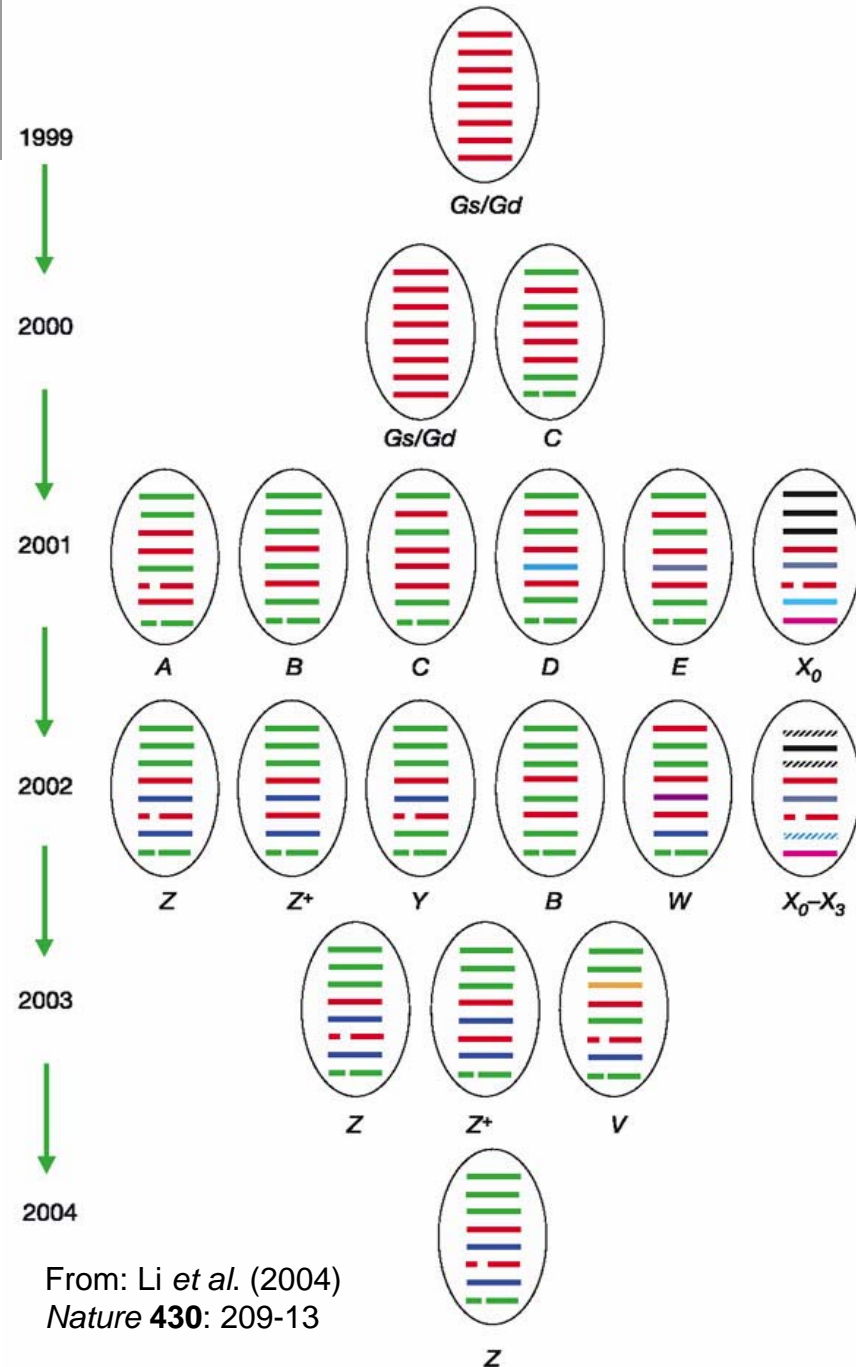 1999
Gs/Gd
2000
Gs/Gd C
2001
A B C D E X₀
2002
Z Z⁺ Y B W X₀–X₃
2003
Z Z⁺ V
2004
Z
From: Li et al. (2004)
Nature 430: 209-13